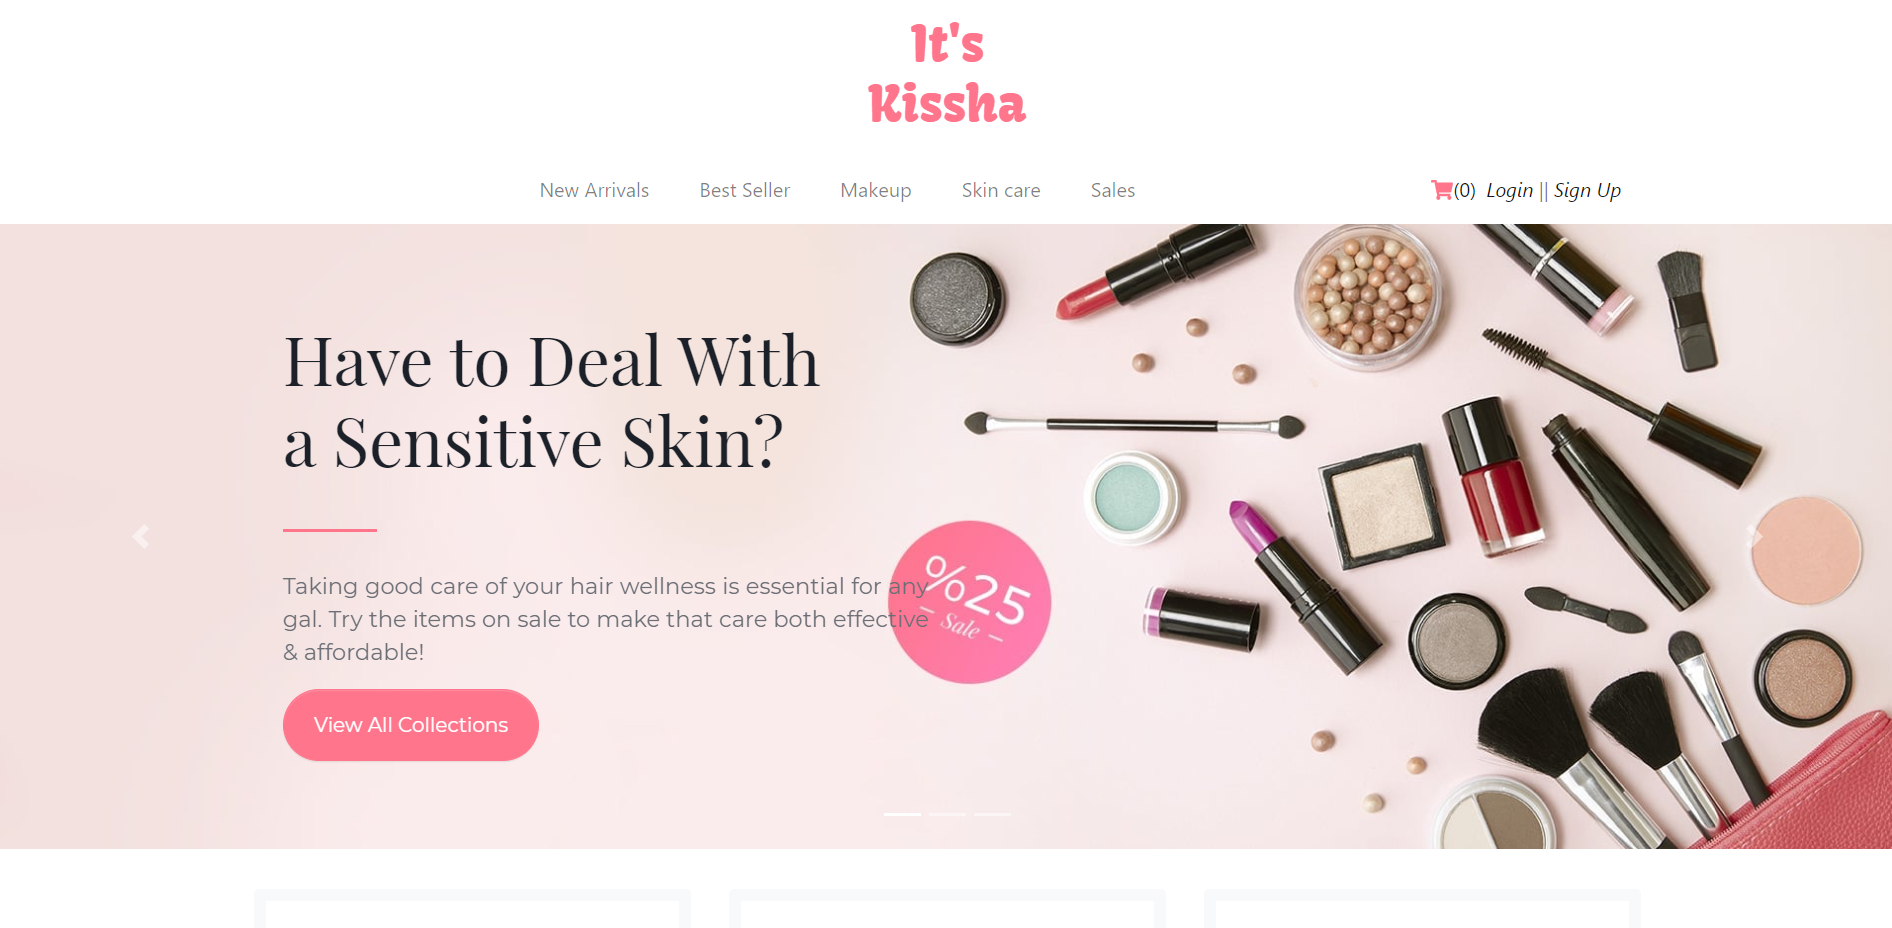 It's
Kissha
New Arrivals Best Seller Makeup Skin care Sales (0) Login || Sign Up
Have to Deal With
a Sensitive Skin?
Taking good care of your hair wellness is essential for any
gal. Try the items on sale to make that care both effective
& affordable!
%25
— Sale —
View All Collections